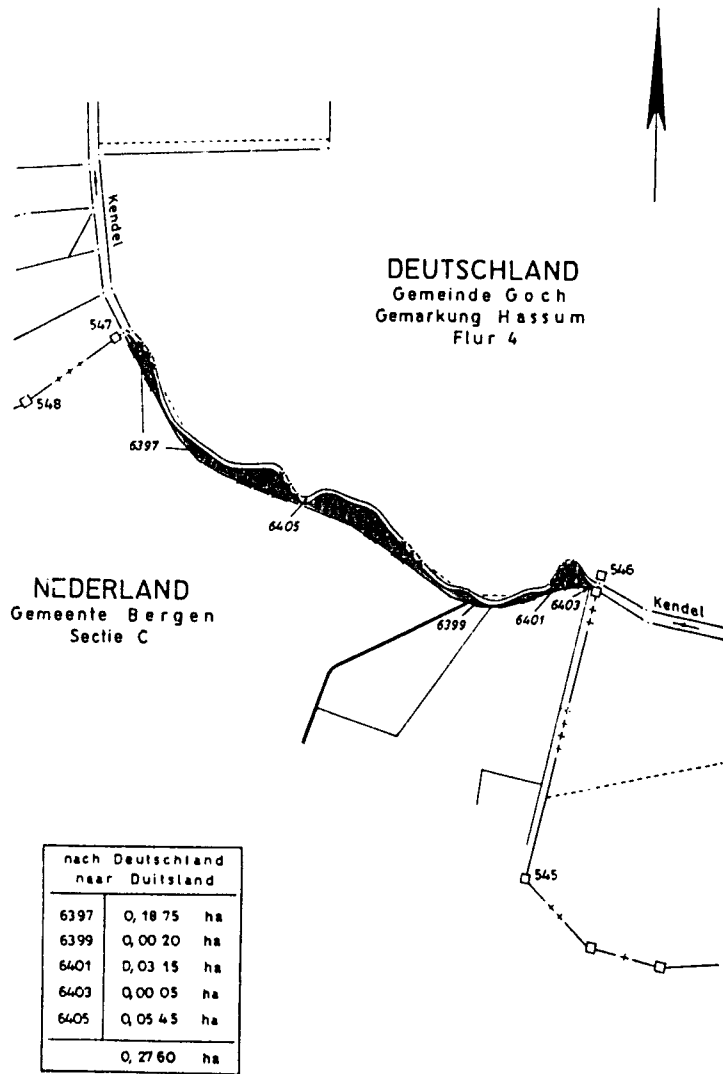 Kendel
DEUTSCHLAND
Gemeinde Goch
Gemarkung Hassum
Flur 4
547
548
6397
6405
NEDERLAND
Gemeente Bergen
Sectie C
546
6403
6401
6399
Kendel
545
nach Deutschland
naar Duitsland
6397 0,18 75 ha
6399 0,00 20 ha
6401 0,03 15 ha
6403 0,00 05 ha
6405 0,05 45 ha
0,27 60 ha